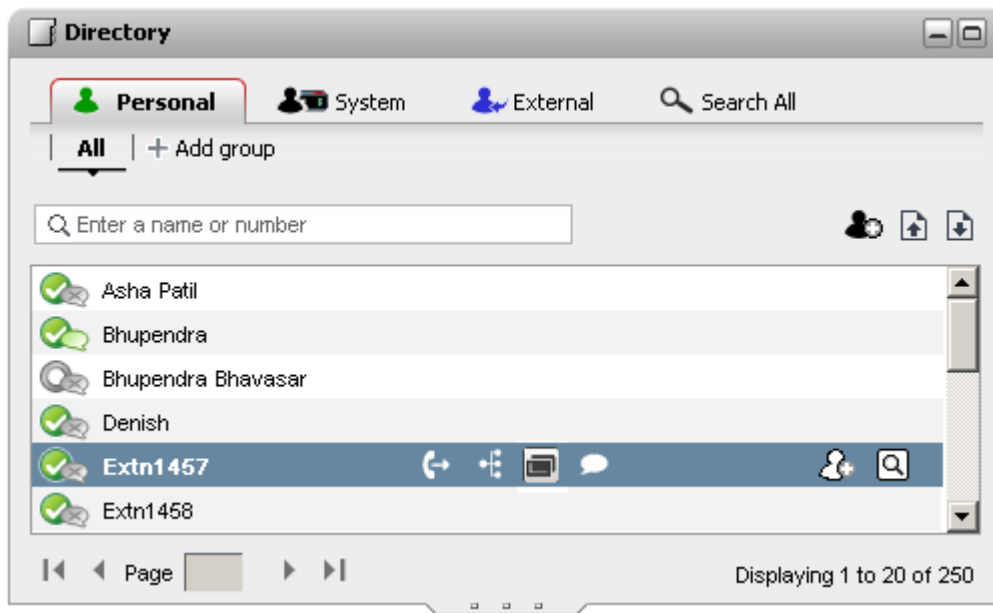 Directory
Personal System External Search All
All + Add group
Enter a name or number
Asha Patil
Bhupendra
Bhupendra Bhavasar
Denish
Extn1457
Extn1458
Page Displaying 1 to 20 of 250